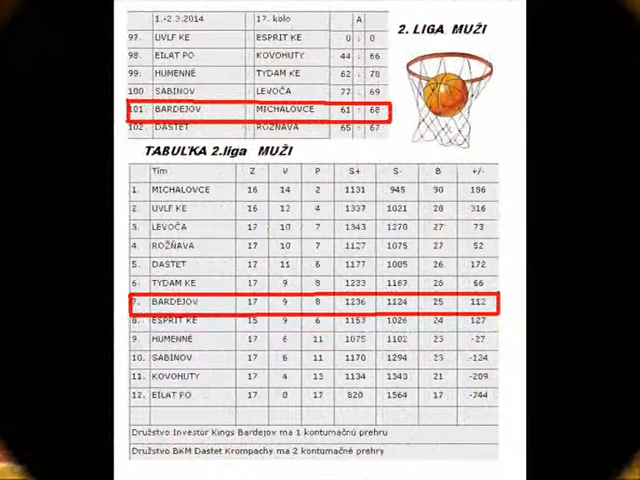 1.-2.3.2014 17. kolo A
97. UVLF KE ESPRIT KE 0 : 0
98. EILAT PO KOVOHUTY 44 : 66
99. HUMENNÉ TYDAM KE 62 : 78
100 SABINOV LEVOČA 77 : 69
101. BARDEJOV MICHALOVCE 61 : 68
102. DASTET ROŽŇAVA 65 : 67
2. LIGA MUŽI
TABUĽKA 2.liga MUŽI
Tím Z V P S+ S- B +/-
1. MICHALOVCE 16 14 2 1131 945 30 186
2. UVLF KE 16 12 4 1337 1021 28 316
3. LEVOČA 17 10 7 1343 1270 27 73
4. ROŽŇAVA 17 10 7 1127 1075 27 52
5. DASTET 17 11 6 1177 1005 26 172
6. TYDAM KE 17 9 8 1233 1167 26 66
7. BARDEJOV 17 9 8 1236 1124 25 112
8. ESPRIT KE 15 9 6 1153 1026 24 127
9. HUMENNÉ 17 6 11 1075 1102 23 -27
10. SABINOV 17 6 11 1170 1294 23 -124
11. KOVOHUTY 17 4 13 1134 1343 21 -209
12. EILAT PO 17 0 17 820 1564 17 -744
Družstvo Investor Kings Bardejov ma 1 kontumačnú prehru
Družstvo BKM Dastet Krompachy ma 2 kontumačné prehry